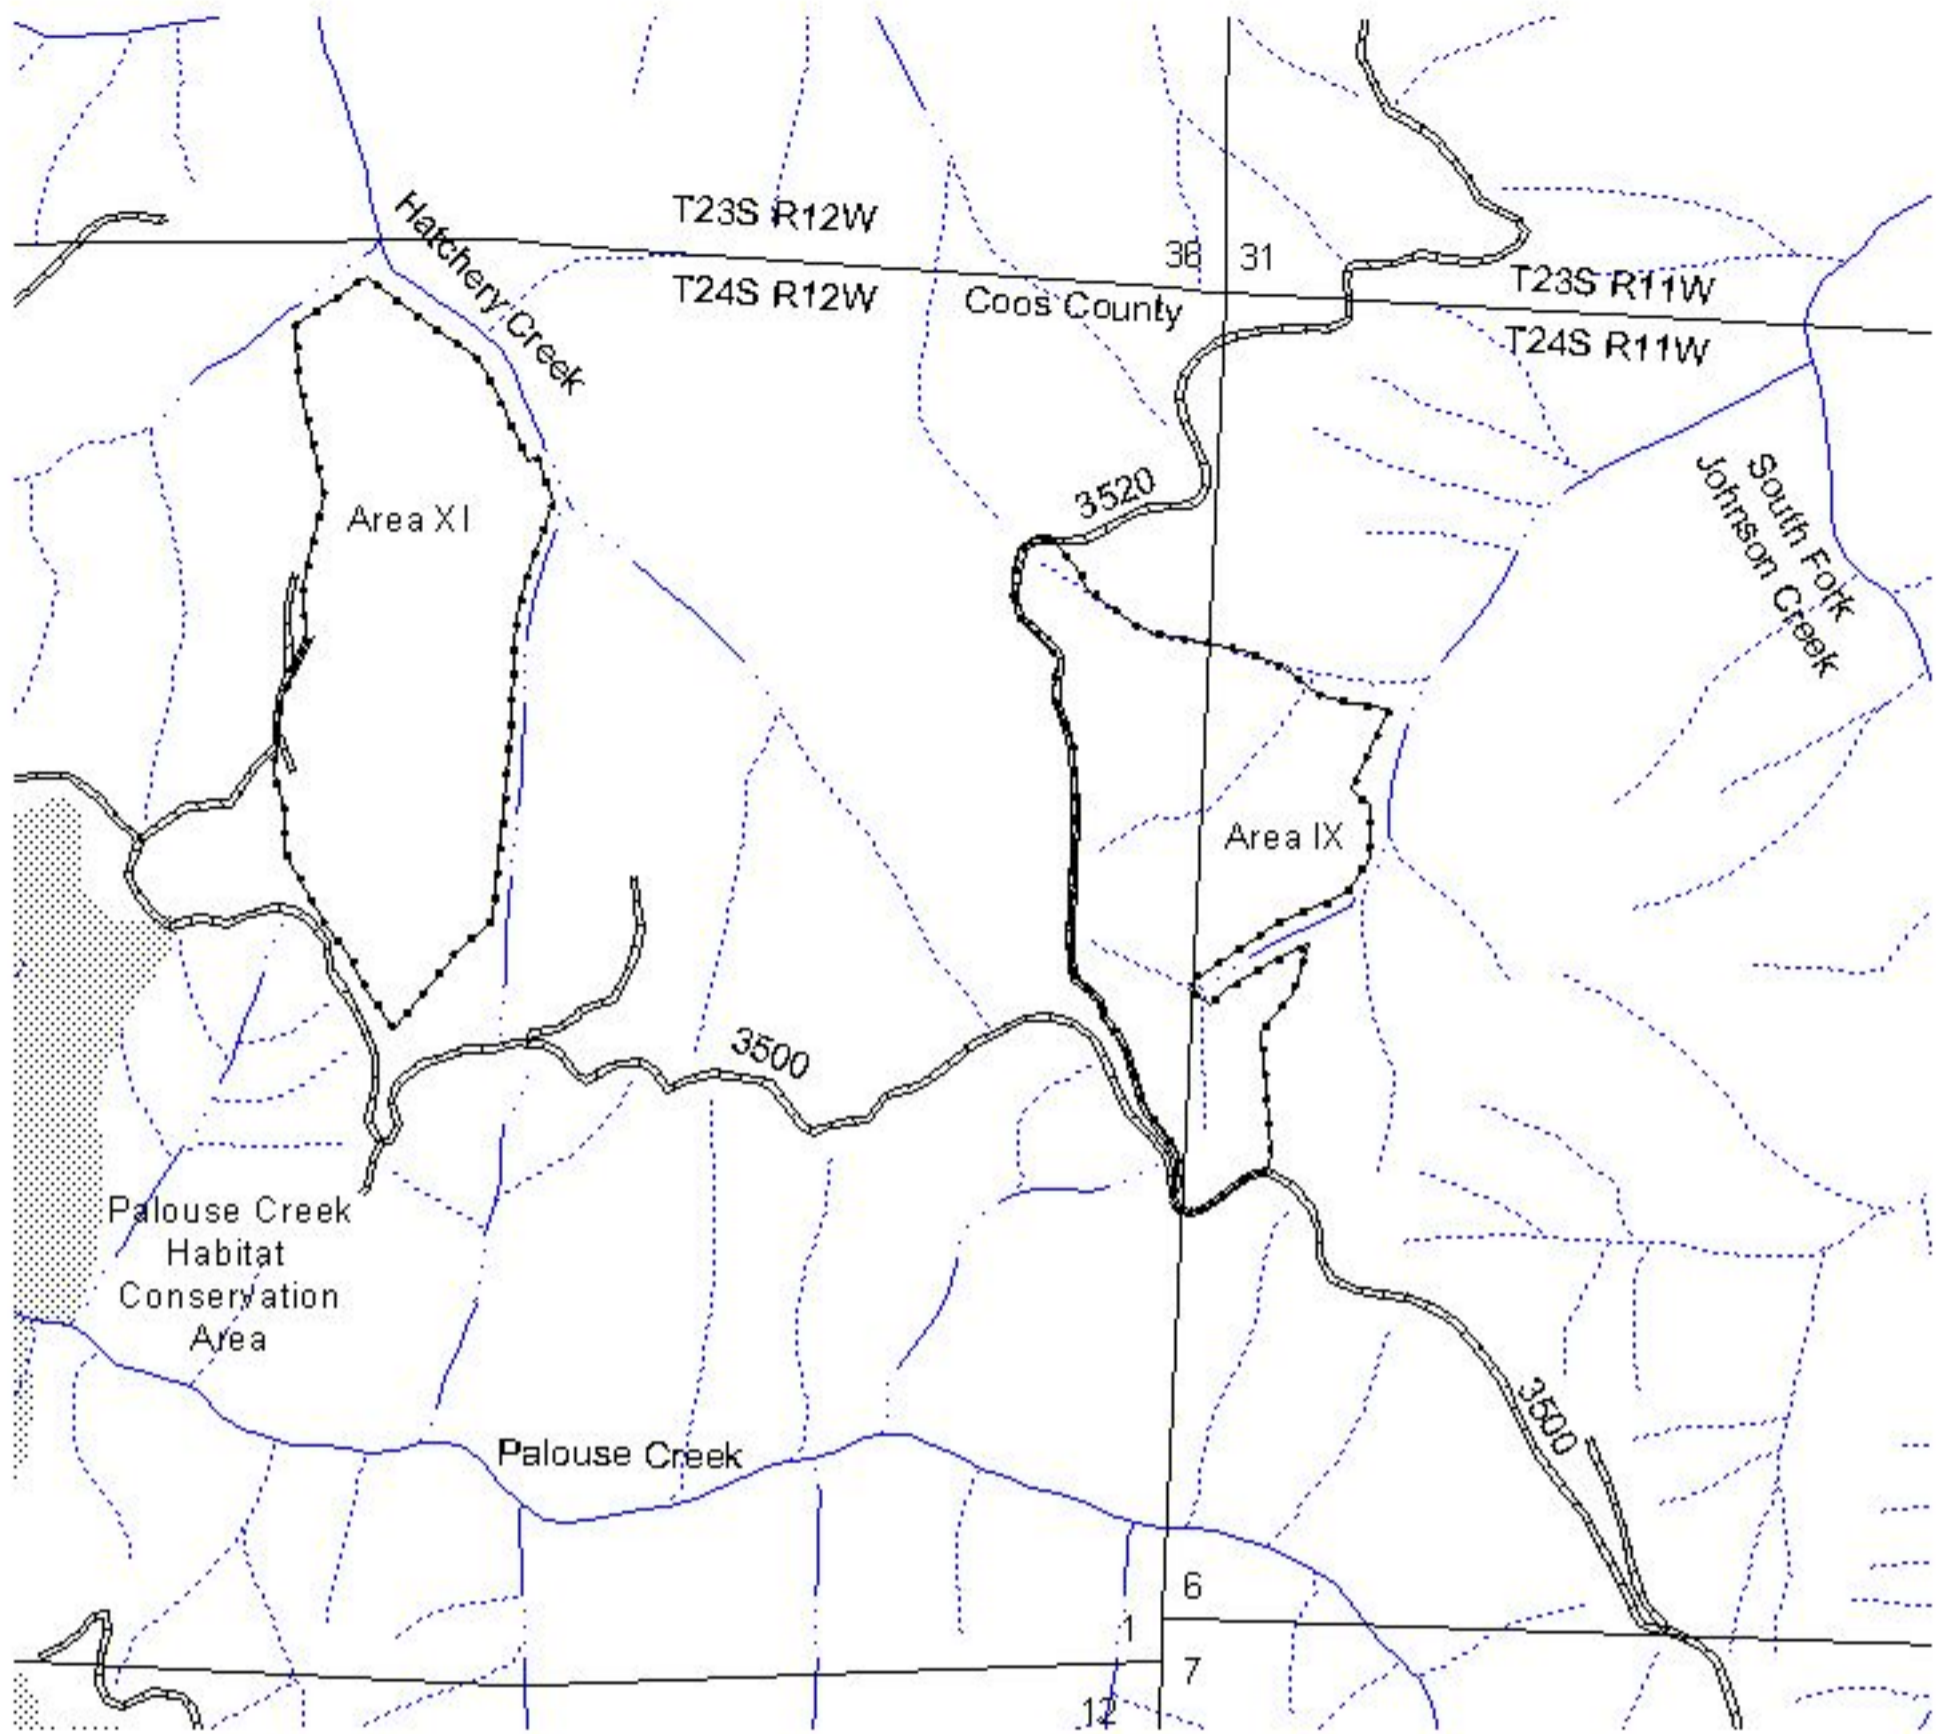 Hatchery Creek
T23S R12W
T24S R12W
36
31
Coos County
T23S R11W
T24S R11W
3520
South Fork
Johnson Creek
Area XI
Area IX
3500
Palouse Creek
Habitat
Conservation
Area
3500
Palouse Creek
6
1
7
12